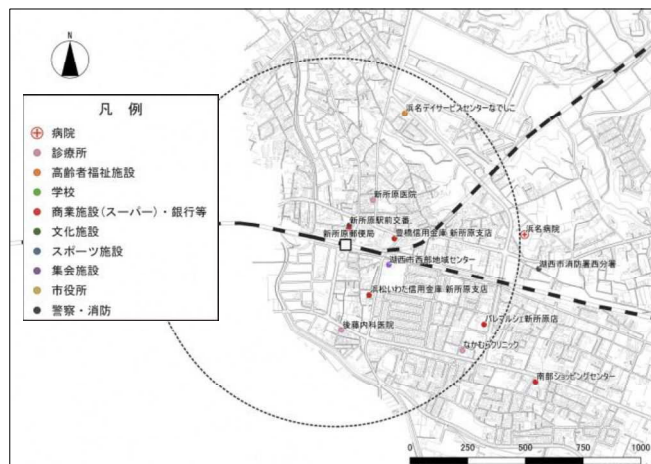 N
凡 例
病院
診療所
高齢者福祉施設
学校
商業施設(スーパー)・銀行等
文化施設
スポーツ施設
集会施設
市役所
警察・消防
浜名デイサービスセンターなでしこ
新所原医院
新所原駅前交番
新所原郵便局
豊橋信用金庫 新所原支店
浜名病院
湖西市西部地域センター
湖西市消防署西分署
浜松いわた信用金庫 新所原支店
後藤内科医院
パレマルシェ新所原店
なかむらクリニック
南部ショッピングセンター
0 250 500 750 1000